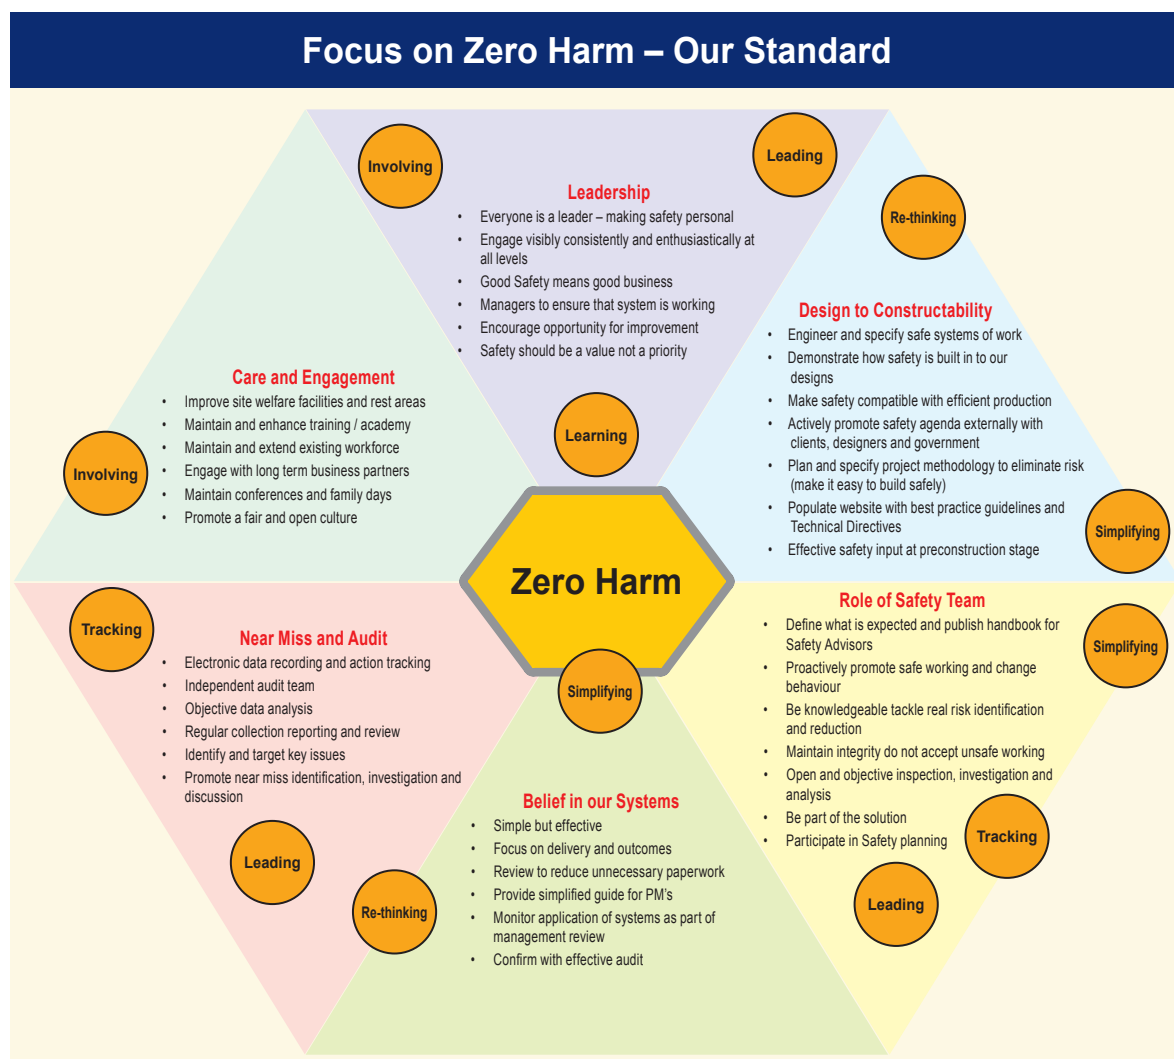 Focus on Zero Harm – Our Standard
Involving
Leading
Leadership
• Everyone is a leader – making safety personal
• Engage visibly consistently and enthusiastically at
all levels
• Good Safety means good business
• Managers to ensure that system is working
• Encourage opportunity for improvement
• Safety should be a value not a priority
Learning
Re-thinking
Design to Constructability
• Engineer and specify safe systems of work
• Demonstrate how safety is built in to our
designs
• Make safety compatible with efficient production
• Actively promote safety agenda externally with
clients, designers and government
• Plan and specify project methodology to eliminate risk
(make it easy to build safely)
• Populate website with best practice guidelines and
Technical Directives
• Effective safety input at preconstruction stage
Simplifying
Care and Engagement
• Improve site welfare facilities and rest areas
• Maintain and enhance training / academy
• Maintain and extend existing workforce
• Engage with long term business partners
• Maintain conferences and family days
• Promote a fair and open culture
Involving
Zero Harm
Tracking
Near Miss and Audit
• Electronic data recording and action tracking
• Independent audit team
• Objective data analysis
• Regular collection reporting and review
• Identify and target key issues
• Promote near miss identification, investigation and
discussion
Leading
Re-thinking
Simplifying
Belief in our Systems
• Simple but effective
• Focus on delivery and outcomes
• Review to reduce unnecessary paperwork
• Provide simplified guide for PM's
• Monitor application of systems as part of
management review
• Confirm with effective audit
Role of Safety Team
• Define what is expected and publish handbook for
Safety Advisors
• Proactively promote safe working and change
behaviour
• Be knowledgeable tackle real risk identification
and reduction
• Maintain integrity do not accept unsafe working
• Open and objective inspection, investigation and
analysis
• Be part of the solution
• Participate in Safety planning
Simplifying
Tracking
Leading